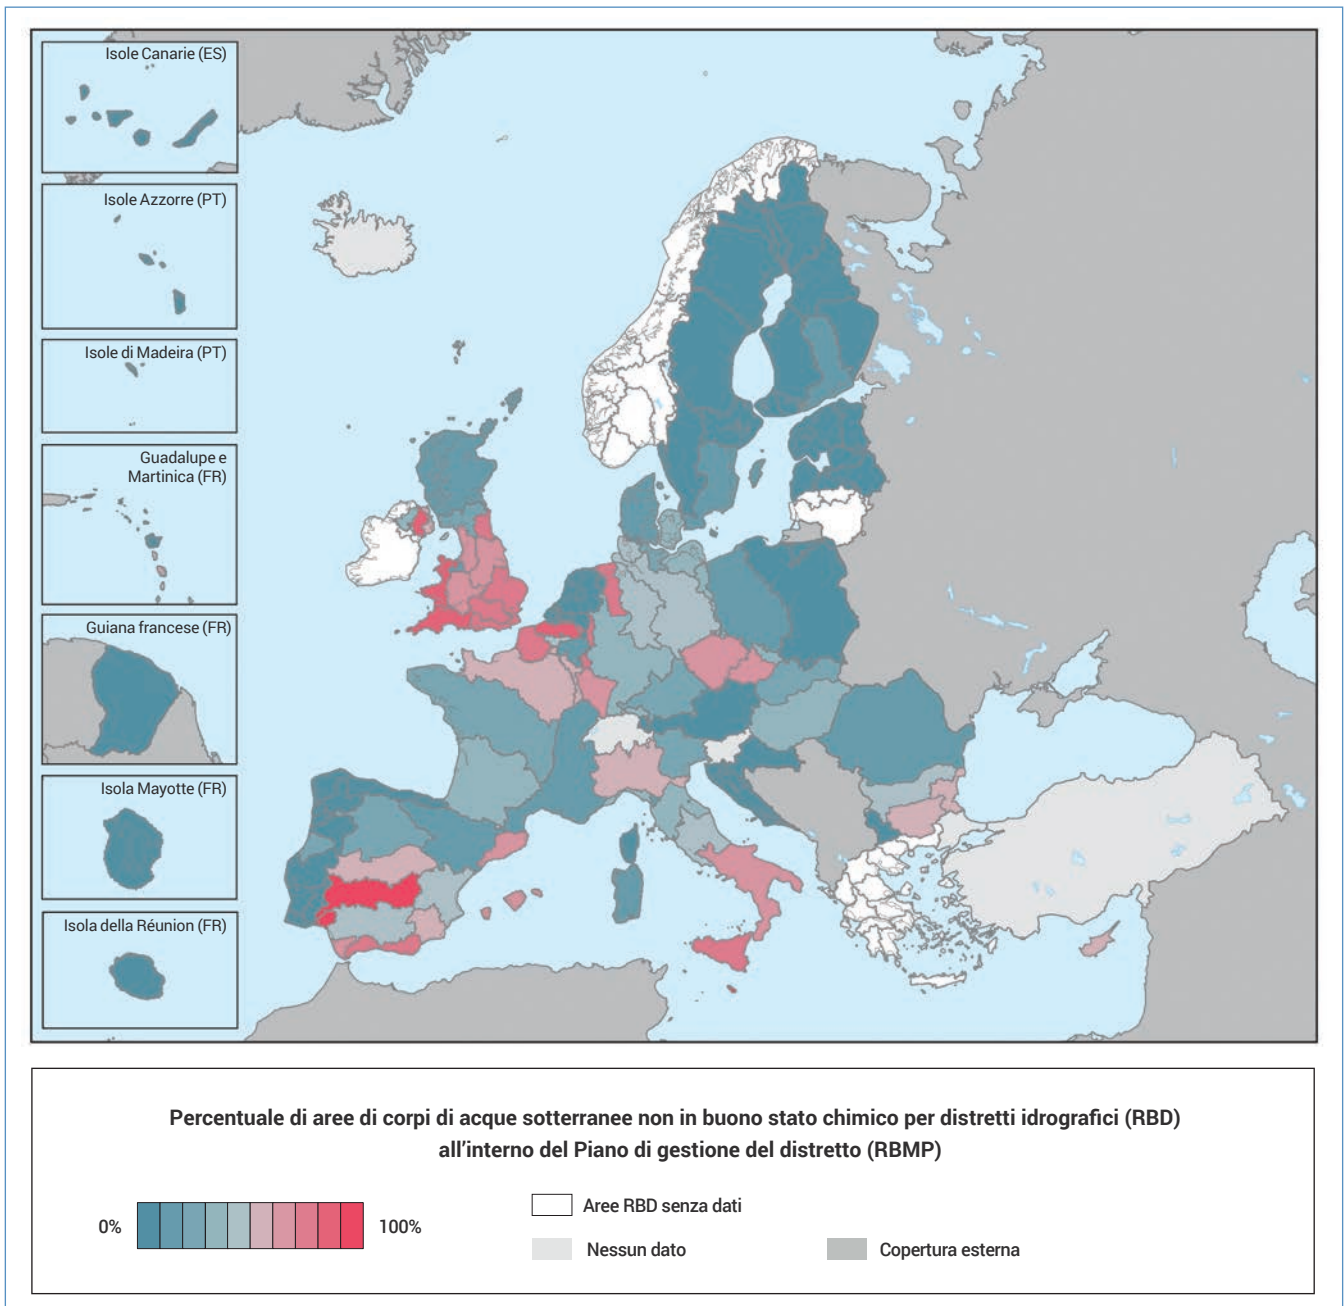 Isole Canarie (ES)
Isole Azzorre (PT)
Isole di Madeira (PT)
Guadalupe e
Martinica (FR)
Guiana francese (FR)
Isola Mayotte (FR)
Isola della Réunion (FR)
Percentuale di aree di corpi di acque sotterranee non in buono stato chimico per distretti idrografici (RBD)
all’interno del Piano di gestione del distretto (RBMP)
0%
100%
Aree RBD senza dati
Nessun dato
Copertura esterna